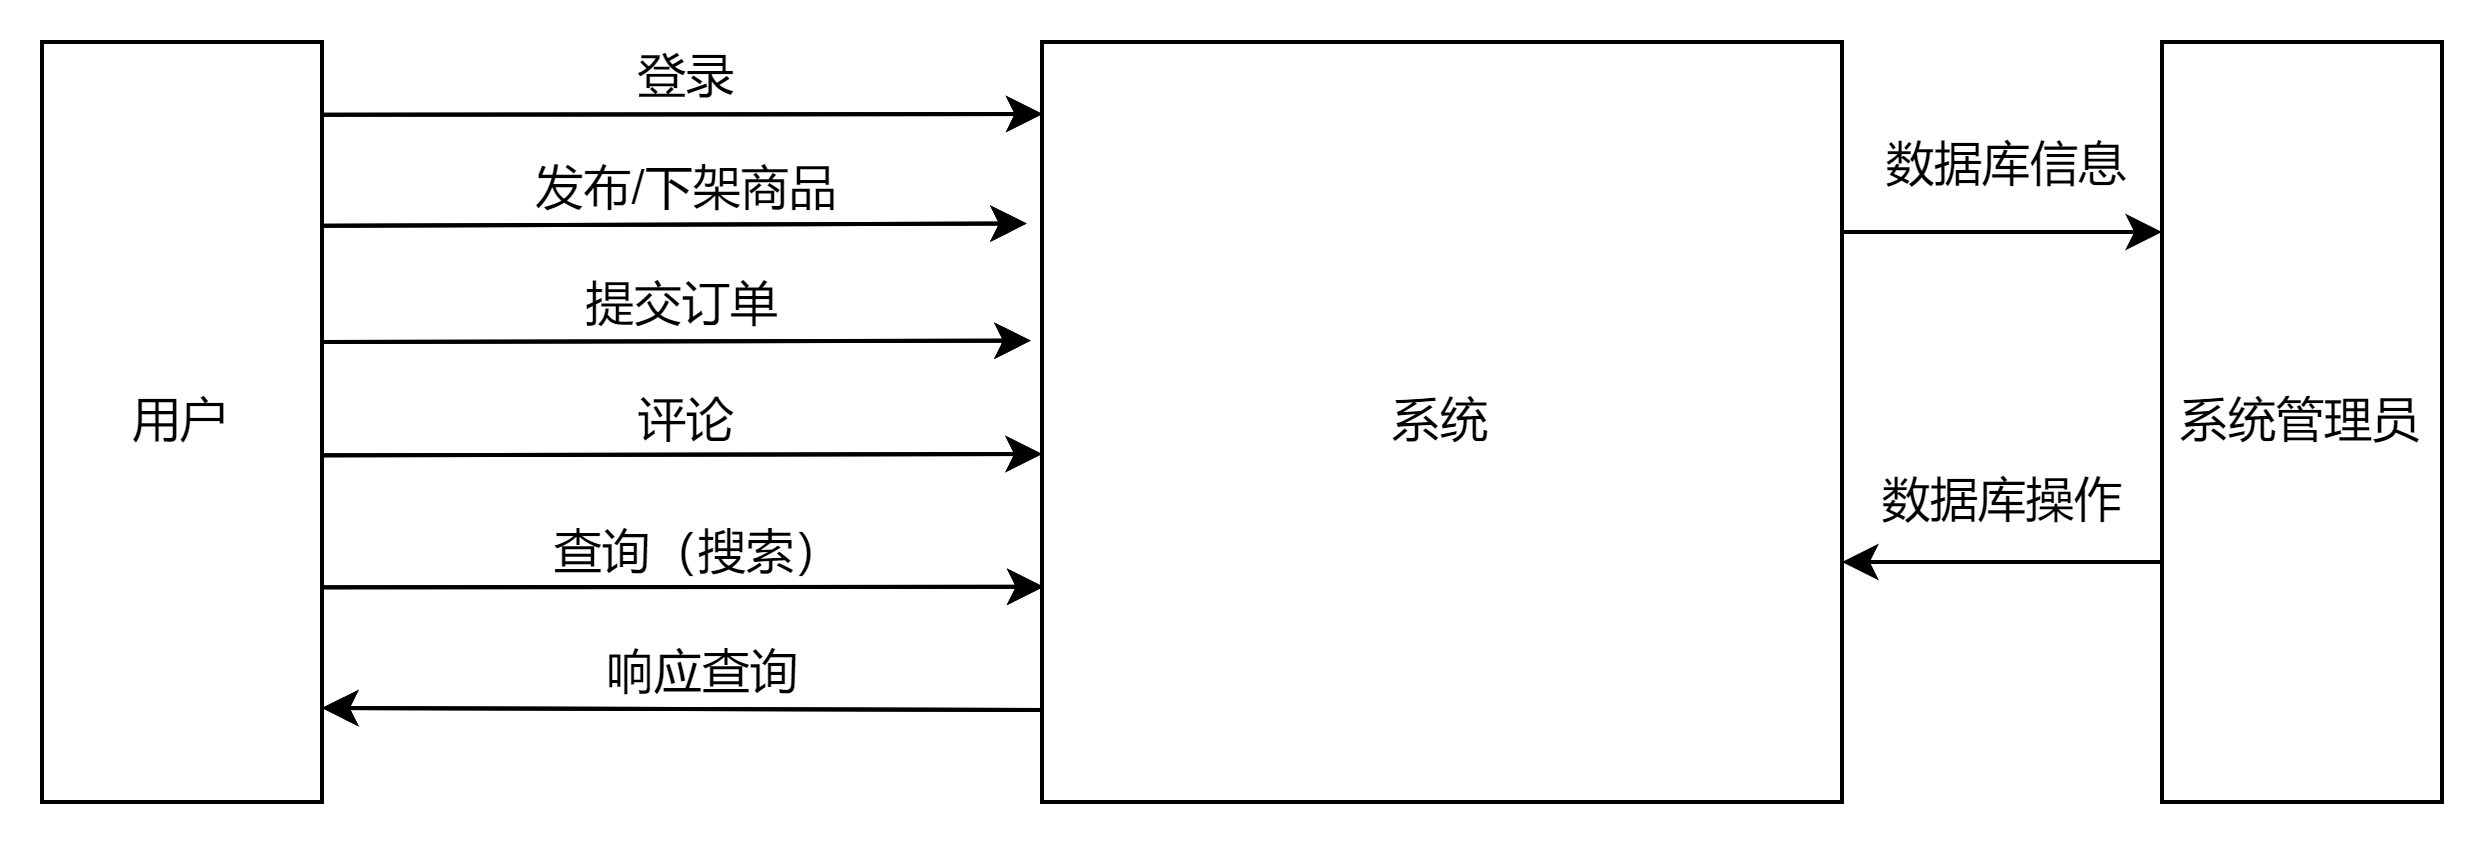 登录
发布/下架商品
提交订单
评论
查询（搜索）
响应查询
用户
系统
数据库信息
数据库操作
系统管理员